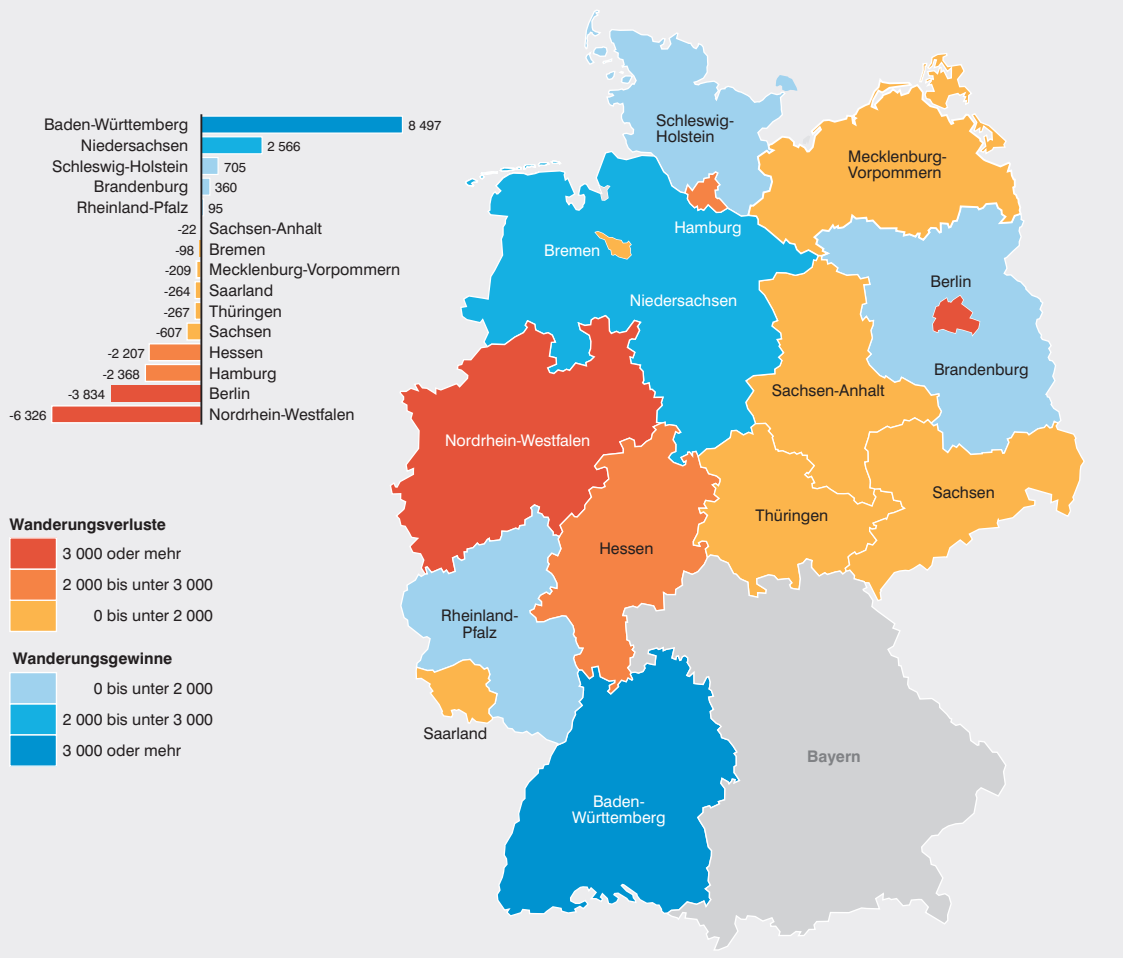 Baden-Württemberg 8 497
Niedersachsen 2 566
Schleswig-Holstein 705
Brandenburg 360
Rheinland-Pfalz 95
-22 Sachsen-Anhalt
-98 Bremen
-209 Mecklenburg-Vorpommern
-264 Saarland
-267 Thüringen
-607 Sachsen
-2 207 Hessen
-2 368 Hamburg
-3 834 Berlin
-6 326 Nordrhein-Westfalen
Wanderungsverluste
3 000 oder mehr
2 000 bis unter 3 000
0 bis unter 2 000
Wanderungsgewinne
0 bis unter 2 000
2 000 bis unter 3 000
3 000 oder mehr
Schleswig-
Holstein
Mecklenburg-
Vorpommern
Hamburg
Bremen
Niedersachsen
Berlin
Brandenburg
Sachsen-Anhalt
Nordrhein-Westfalen
Sachsen
Thüringen
Hessen
Rheinland-
Pfalz
Saarland
Bayern
Baden-
Württemberg